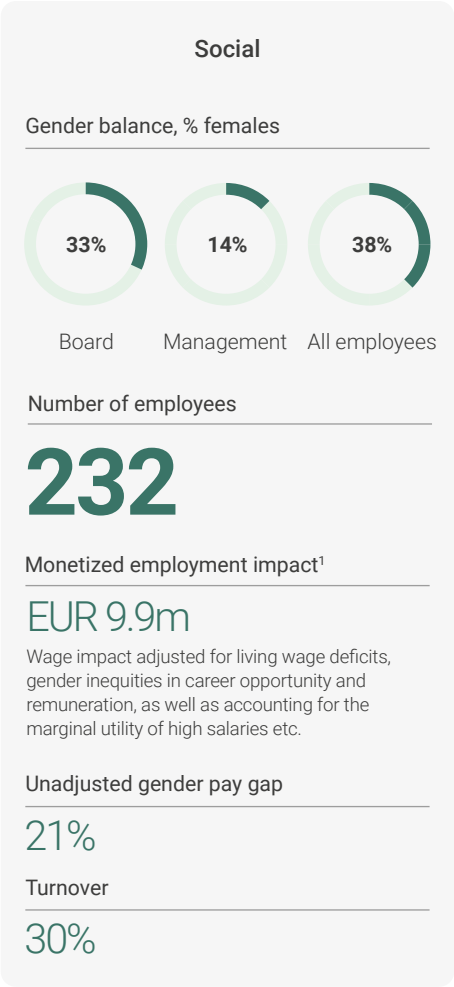 Social
Gender balance, % females
33% 14% 38%
Board Management All employees
Number of employees
232
Monetized employment impact¹
EUR 9.9m
Wage impact adjusted for living wage deficits,
gender inequities in career opportunity and
remuneration, as well as accounting for the
marginal utility of high salaries etc.
Unadjusted gender pay gap
21%
Turnover
30%